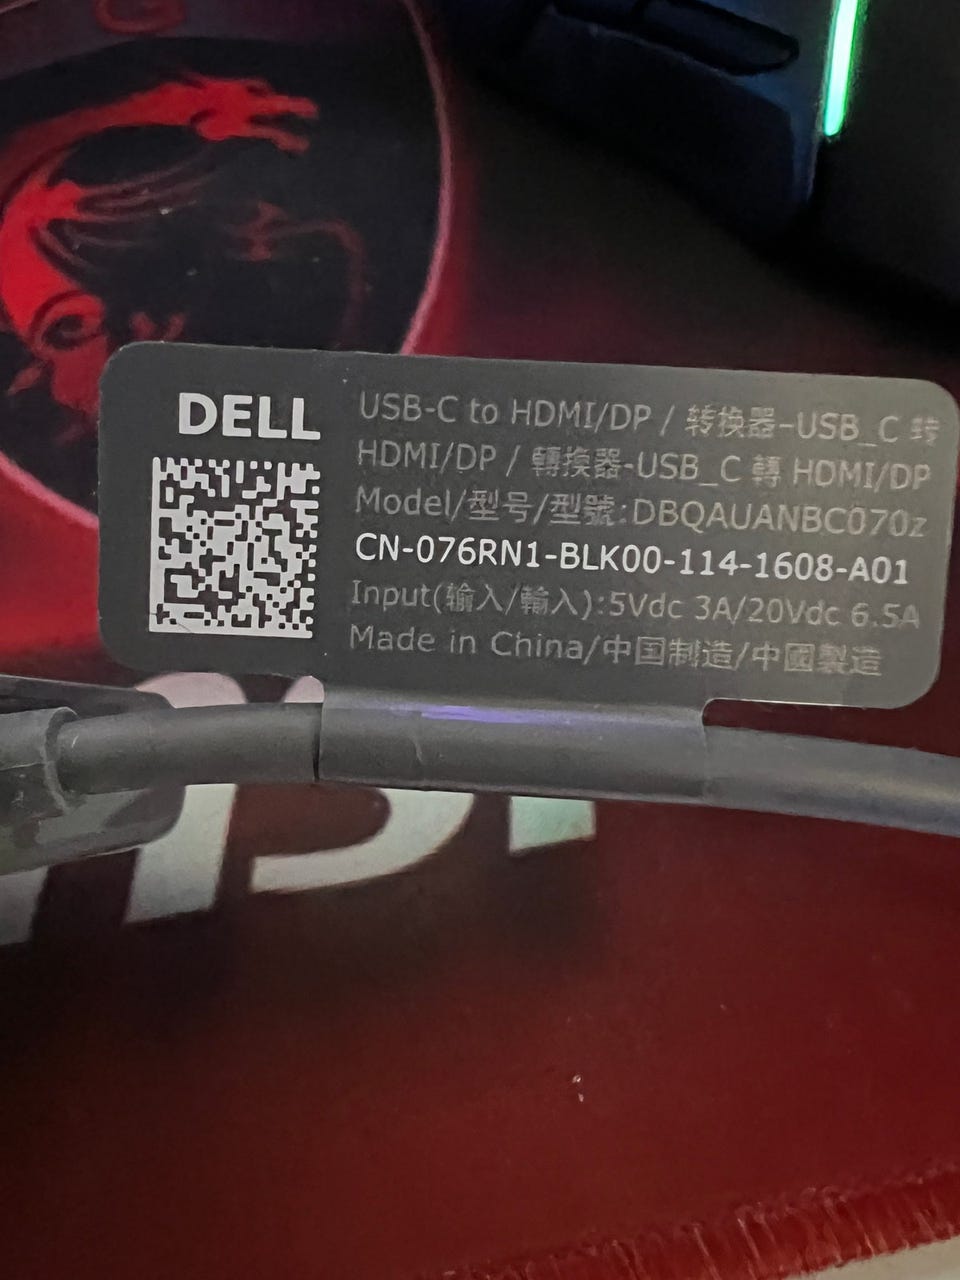 DELL
USB-C to HDMI/DP / 转换器-USB_C 转
HDMI/DP / 轉換器-USB_C 轉 HDMI/DP
Model/型号/型號:DBQAUANBC070z
CN-076RN1-BLK00-114-1608-A01
Input(输入/輸入):5Vdc 3A/20Vdc 6.5A
Made in China/中国制造/中國製造